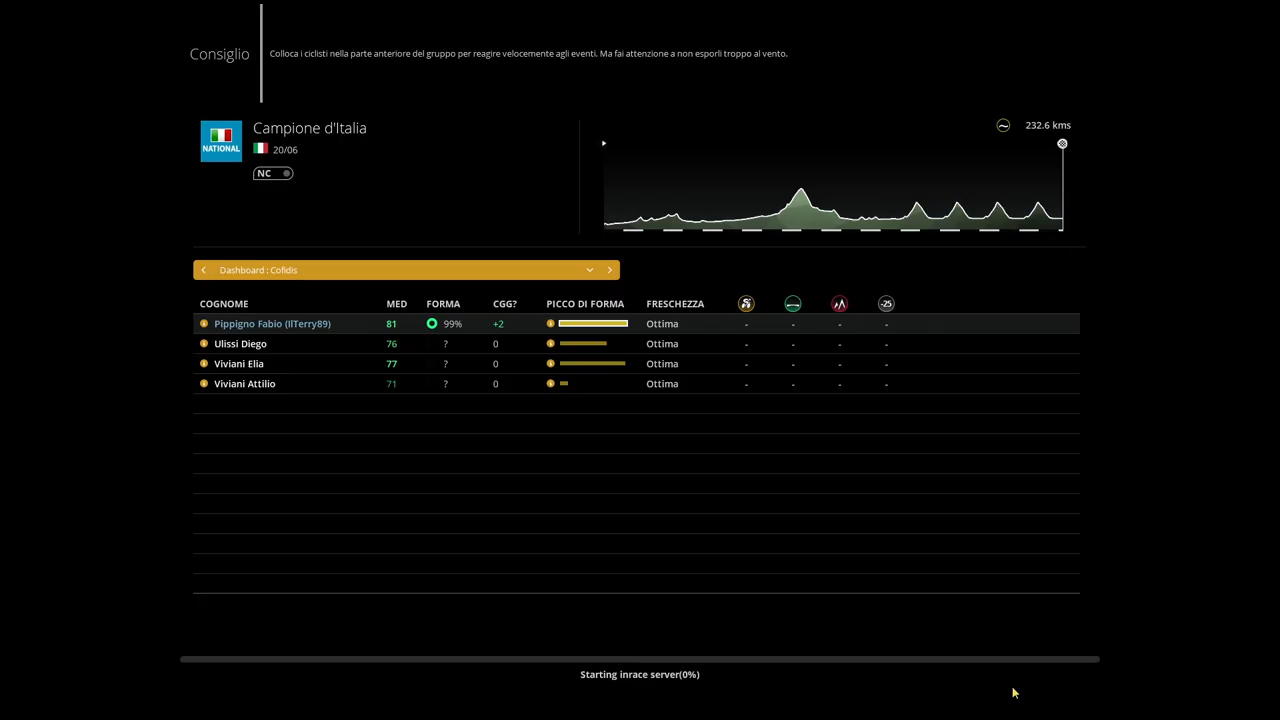 Consiglio
Colloca i ciclisti nella parte anteriore del gruppo per reagire velocemente agli eventi. Ma fai attenzione a non esporli troppo al vento.
NATIONAL
Campione d'Italia
20/06
NC
232.6 kms
Dashboard : Cofidis
COGNOME MED FORMA CGG? PICCO DI FORMA FRESCHEZZA -25
Pippigno Fabio (IlTerry89) 81 99% +2 Ottima - - - -
Ulissi Diego 76 ? 0 Ottima - - - -
Viviani Elia 77 ? 0 Ottima - - - -
Viviani Attilio 71 ? 0 Ottima - - - -
Starting inrace server(0%)